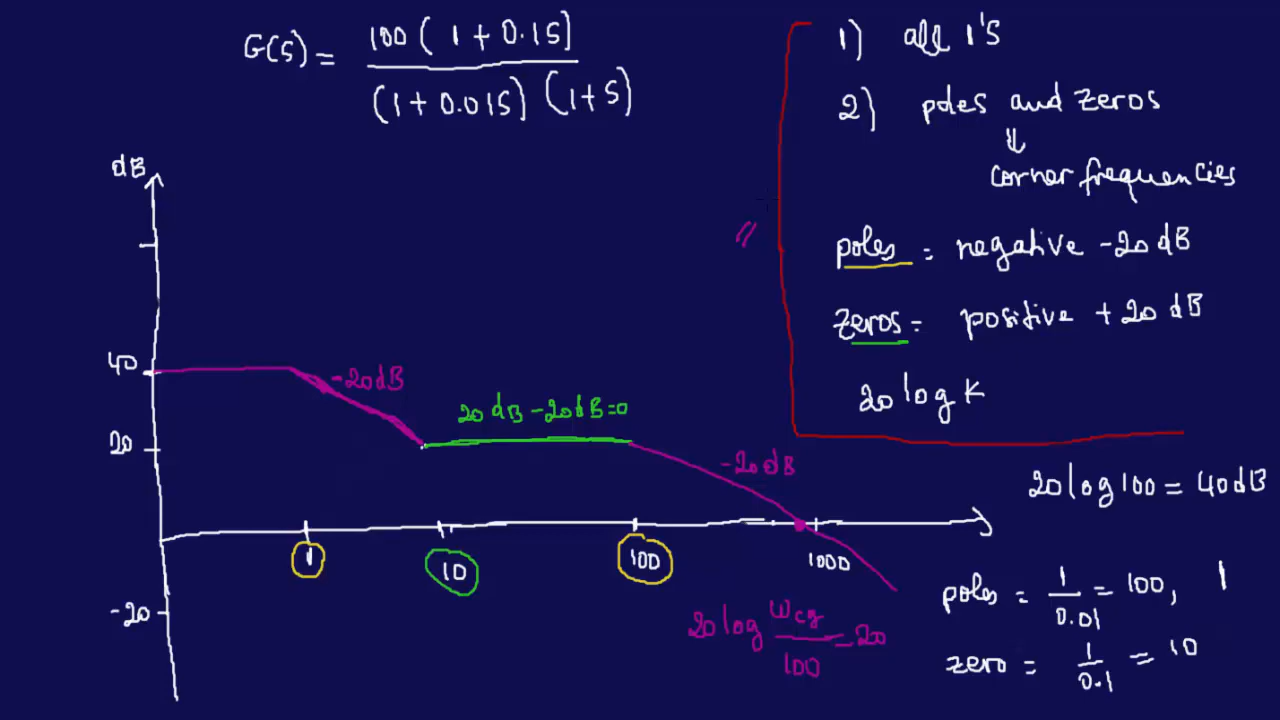 G(S) = 100 ( 1 + 0.1S )
(1 + 0.01S) (1+S)
1) all 1's
2) poles and zeros
⇓
corner frequencies
poles = negative -20 dB
zeros = positive + 20 dB
20 log K
dB
40
20
-20
-20dB
20 dB -20dB=0
-20dB
1
10
100
1000
20 log 100 = 40dB
20 log Wcg / 100 = 20
poles = 1 / 0.01 = 100, 1
zero = 1 / 0.1 = 10